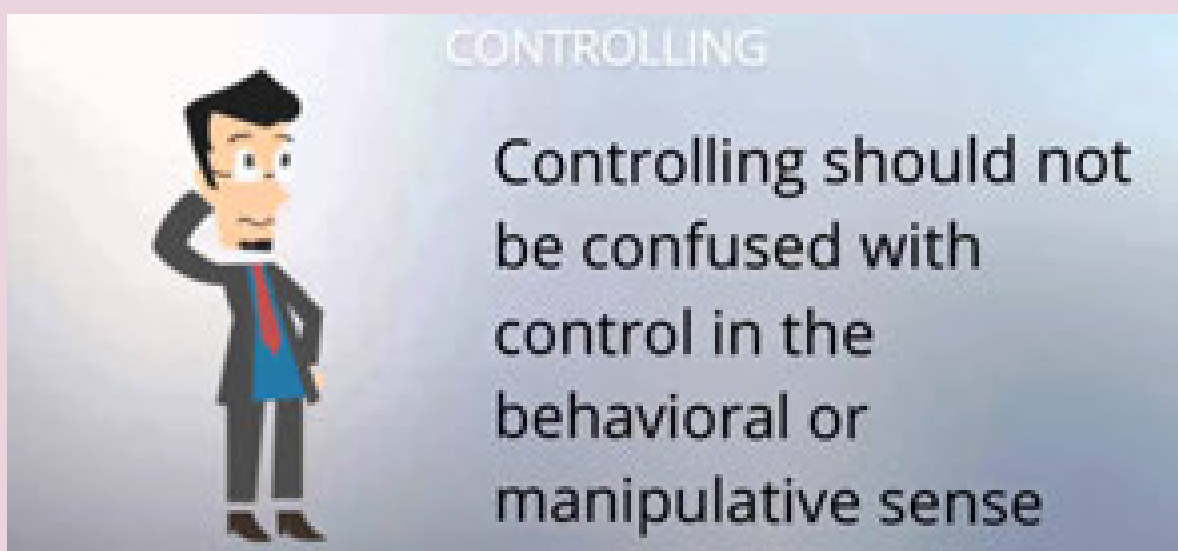 CONTROLLING
Controlling should not
be confused with
control in the
behavioral or
manipulative sense